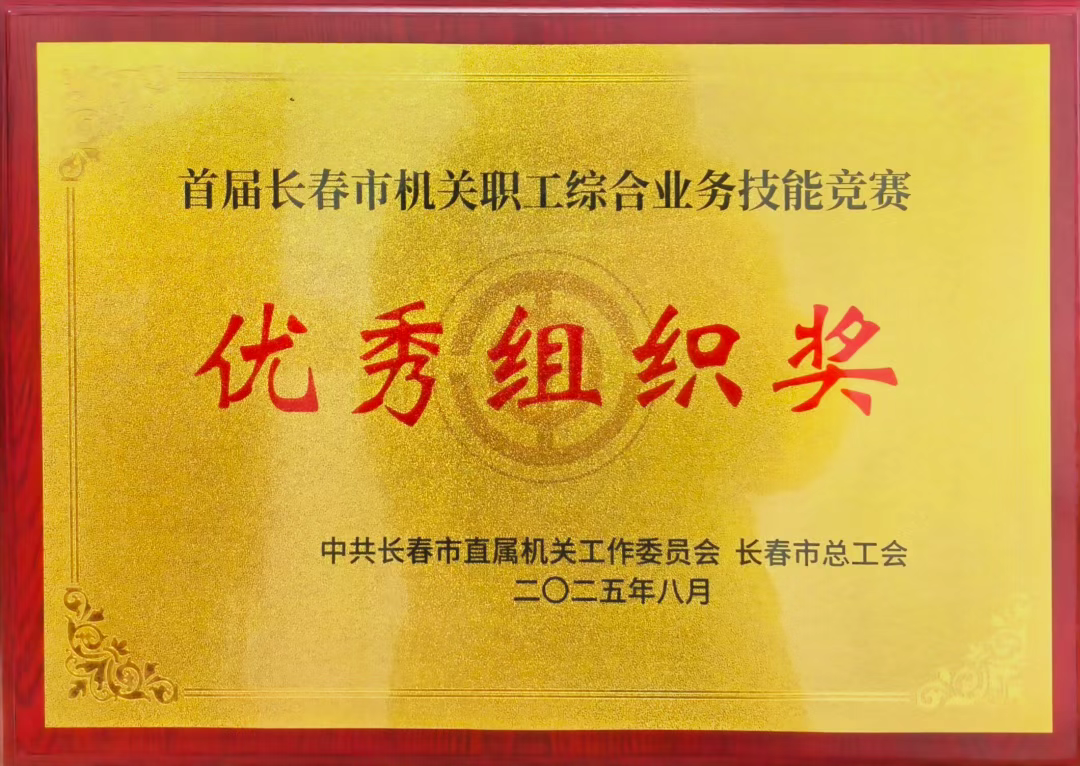 首届长春市机关职工综合业务技能竞赛
优秀组织奖
中共长春市直属机关工作委员会 长春市总工会
二〇二五年八月